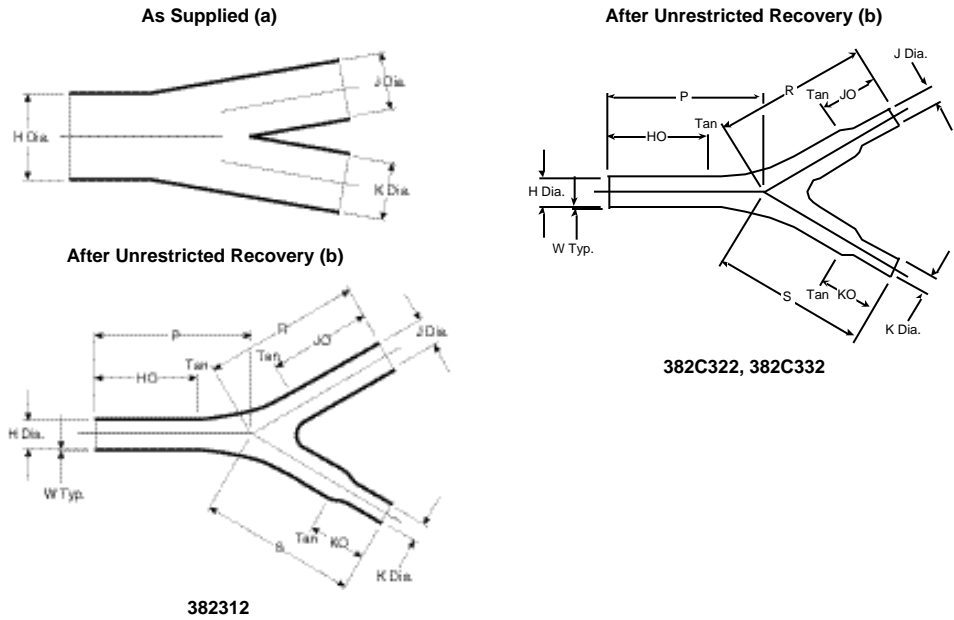 As Supplied (a)
J Dia.
H Dia.
K Dia.
After Unrestricted Recovery (b)
P
R
JO
J Dia.
Tan
Tan
HO
H Dia.
W Typ.
Tan
KO
S
K Dia.
382312
After Unrestricted Recovery (b)
J Dia.
R
P
Tan
JO
Tan
HO
H Dia.
W Typ.
S
Tan
KO
K Dia.
382C322, 382C332